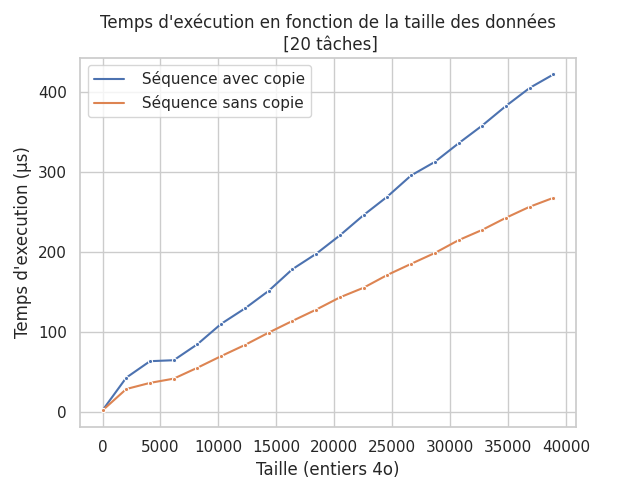 Temps d'exécution en fonction de la taille des données
[20 tâches]
Séquence avec copie
Séquence sans copie
Temps d'execution (µs)
400
300
200
100
0
0 5000 10000 15000 20000 25000 30000 35000 40000
Taille (entiers 4o)